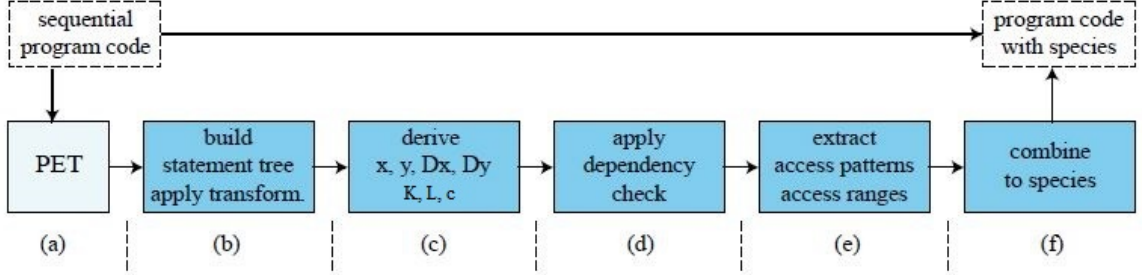 sequential
program code
program code
with species
PET
build
statement tree
apply transform.
derive
x, y, Dx, Dy
K, L, c
apply
dependency
check
extract
access patterns
access ranges
combine
to species
(a)
(b)
(c)
(d)
(e)
(f)